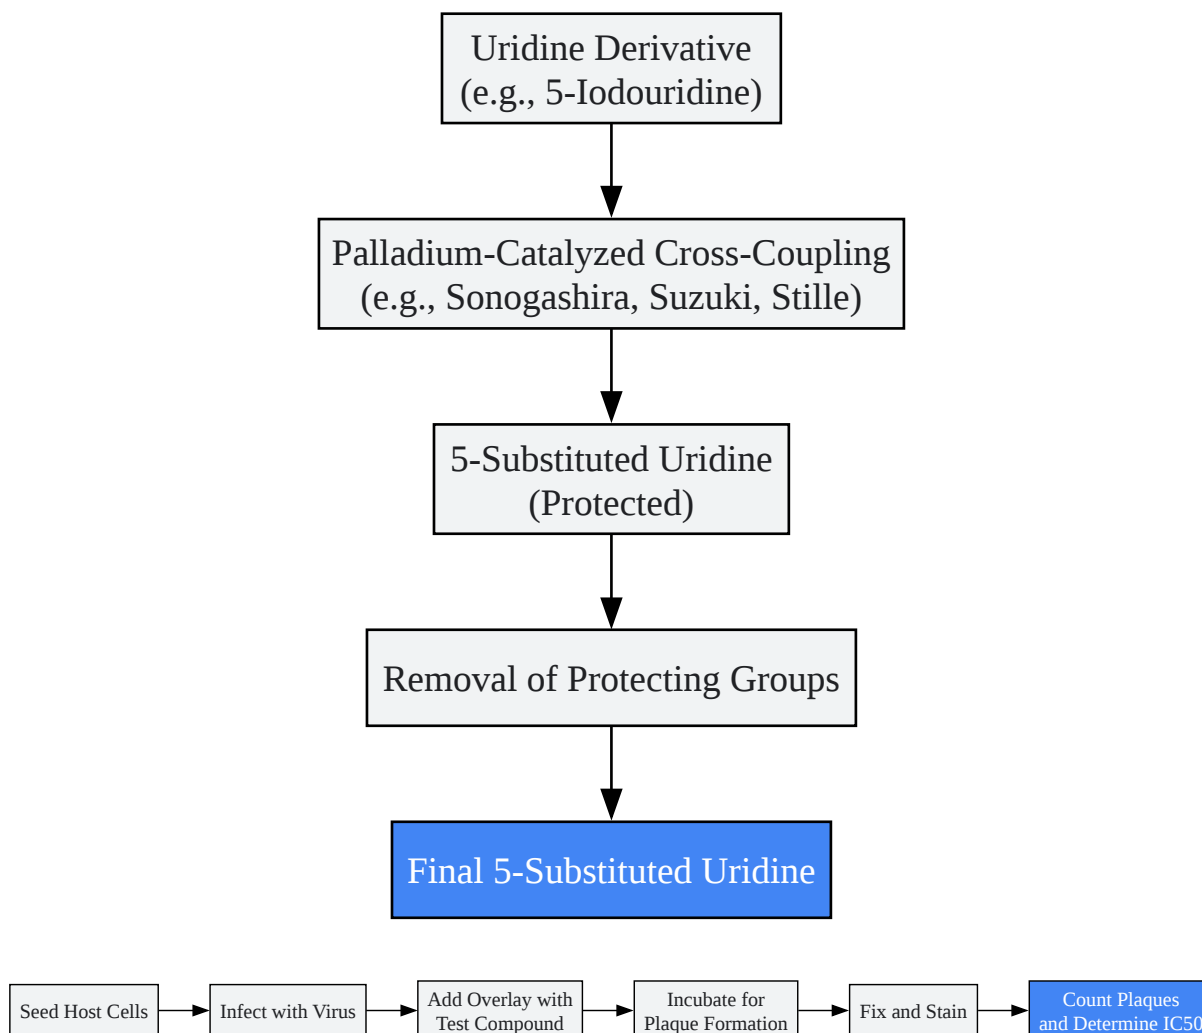 Uridine Derivative
(e.g., 5-Iodouridine)
Palladium-Catalyzed Cross-Coupling
(e.g., Sonogashira, Suzuki, Stille)
5-Substituted Uridine
(Protected)
Removal of Protecting Groups
Final 5-Substituted Uridine
Seed Host Cells
Infect with Virus
Add Overlay with
Test Compound
Incubate for
Plaque Formation
Fix and Stain
Count Plaques
and Determine IC50